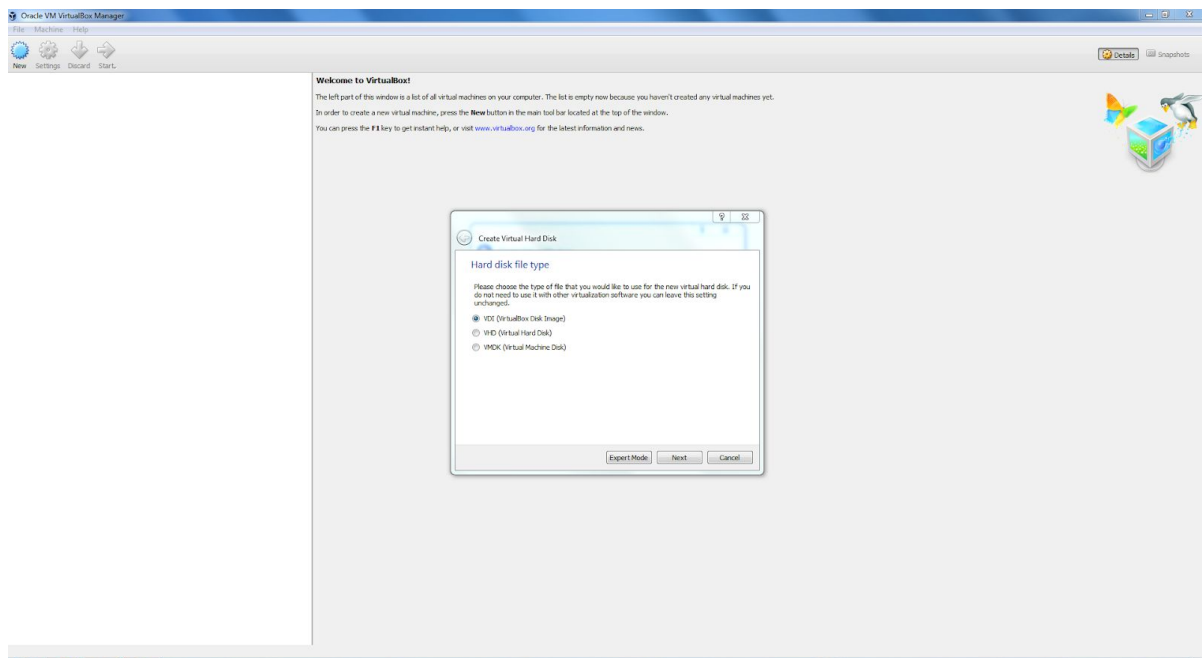 Oracle VM VirtualBox Manager
File Machine Help
New Settings Discard Start
Details Snapshots
Welcome to VirtualBox!
The left part of this window is a list of all virtual machines on your computer. The list is empty now because you haven't created any virtual machines yet.
In order to create a new virtual machine, press the New button in the main tool bar located at the top of the window.
You can press the F1 key to get instant help, or visit www.virtualbox.org for the latest information and news.
Create Virtual Hard Disk
Hard disk file type
Please choose the type of file that you would like to use for the new virtual hard disk. If you
do not need to use it with other virtualization software you can leave this setting
unchanged.
VDI (VirtualBox Disk Image)
VHD (Virtual Hard Disk)
VMDK (Virtual Machine Disk)
Expert Mode Next Cancel